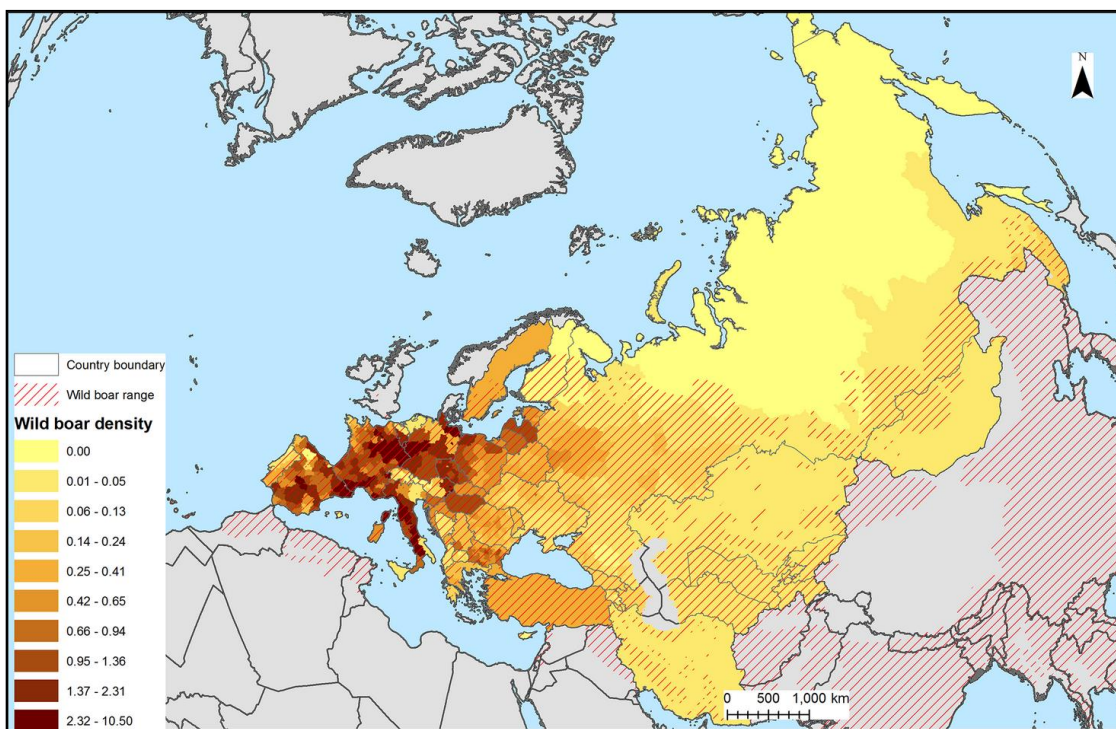 N
Country boundary
Wild boar range
Wild boar density
0.00
0.01 - 0.05
0.06 - 0.13
0.14 - 0.24
0.25 - 0.41
0.42 - 0.65
0.66 - 0.94
0.95 - 1.36
1.37 - 2.31
2.32 - 10.50
0 500 1,000 km